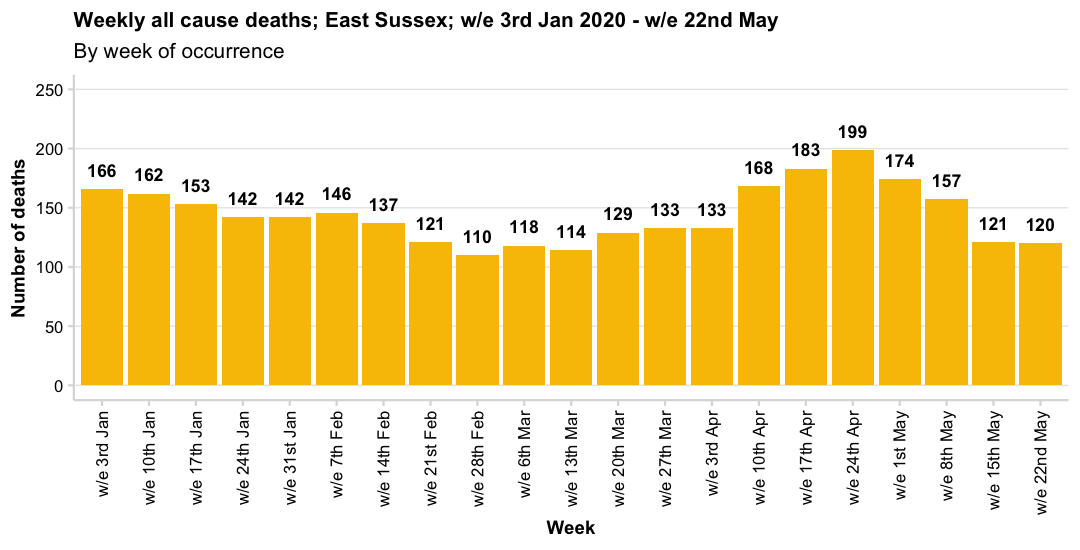 Weekly all cause deaths; East Sussex; w/e 3rd Jan 2020 - w/e 22nd May
By week of occurrence
Number of deaths
250
200
150
100
50
0
166
162
153
142
142
146
137
121
110
118
114
129
133
133
168
183
199
174
157
121
120
w/e 3rd Jan
w/e 10th Jan
w/e 17th Jan
w/e 24th Jan
w/e 31st Jan
w/e 7th Feb
w/e 14th Feb
w/e 21st Feb
w/e 28th Feb
w/e 6th Mar
w/e 13th Mar
w/e 20th Mar
w/e 27th Mar
w/e 3rd Apr
w/e 10th Apr
w/e 17th Apr
w/e 24th Apr
w/e 1st May
w/e 8th May
w/e 15th May
w/e 22nd May
Week